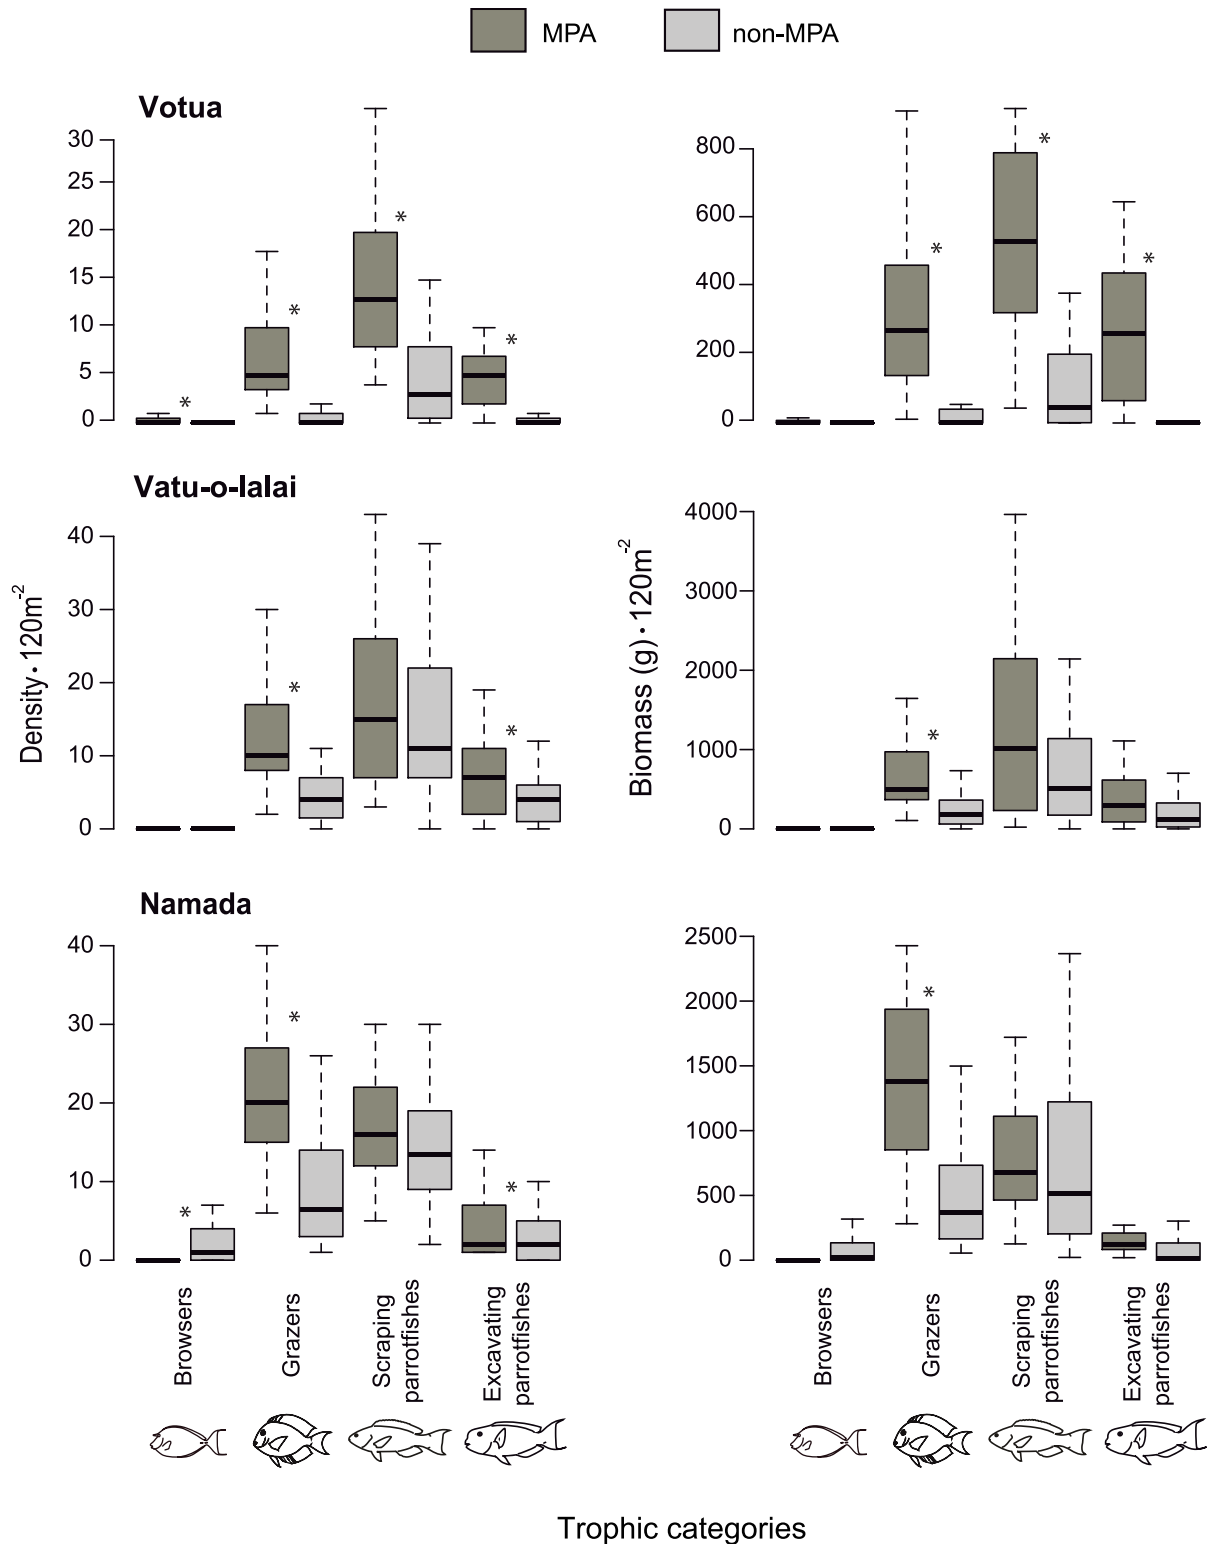 MPA non-MPA
Votua
30
25
20
15
10
5
0
*
*
*
*
800
600
400
200
0
*
*
*
Vatu-o-lalai
Density · 120m-2
40
30
20
10
0
*
*
Biomass (g) · 120m-2
4000
3000
2000
1000
0
*
Namada
40
30
20
10
0
*
*
*
2500
2000
1500
1000
500
0
*
Browsers
Grazers
Scraping
parrotfishes
Excavating
parrotfishes
Browsers
Grazers
Scraping
parrotfishes
Excavating
parrotfishes
Trophic categories